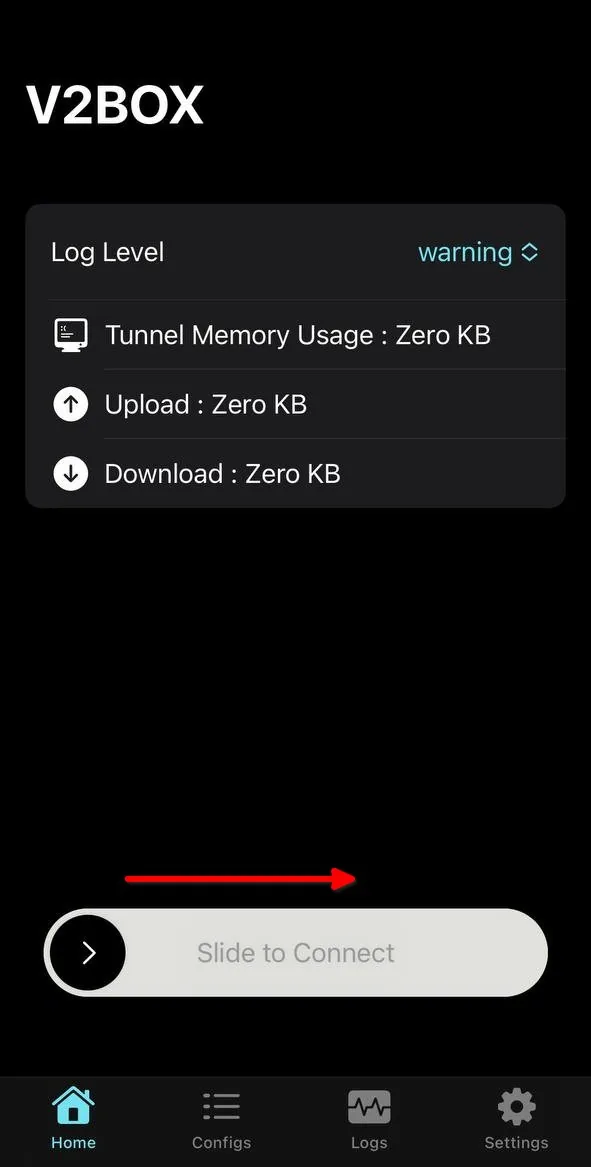 V2BOX
Log Level warning
Tunnel Memory Usage : Zero KB
Upload : Zero KB
Download : Zero KB
Slide to Connect
Home Configs Logs Settings